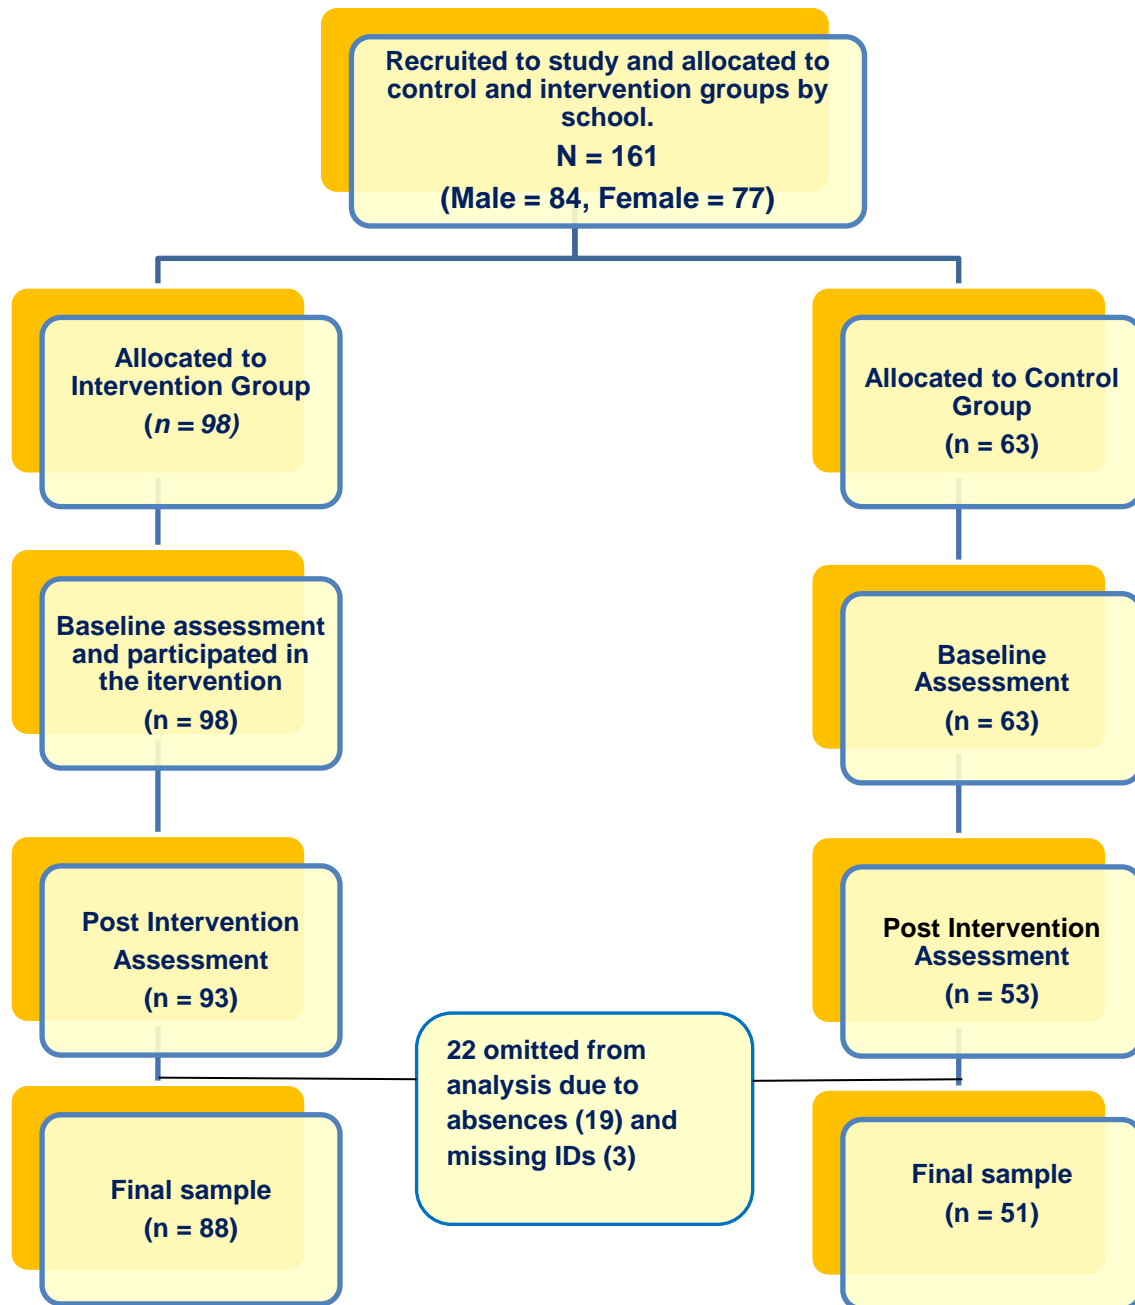 Recruited to study and allocated to
control and intervention groups by
school.
N = 161
(Male = 84, Female = 77)
Allocated to
Intervention Group
(n = 98)
Allocated to Control
Group
(n = 63)
Baseline assessment
and participated in
the itervention
(n = 98)
Baseline
Assessment
(n = 63)
Post Intervention
Assessment
(n = 93)
Post Intervention
Assessment
(n = 53)
22 omitted from
analysis due to
absences (19) and
missing IDs (3)
Final sample
(n = 88)
Final sample
(n = 51)